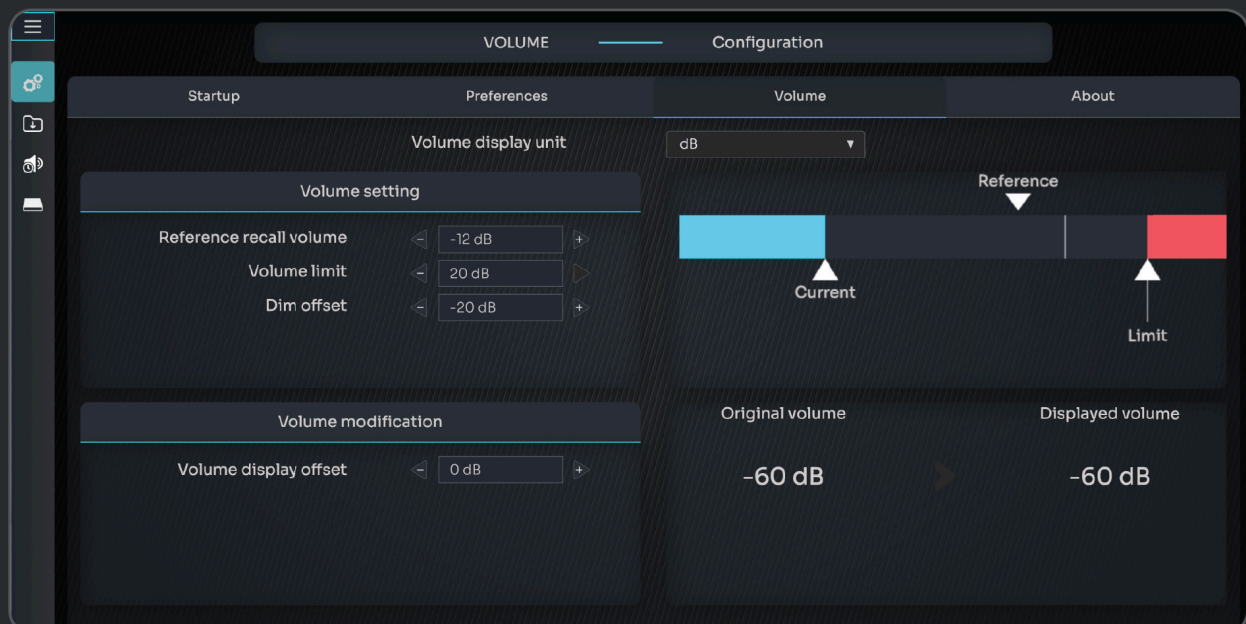 VOLUME Configuration
Startup Preferences Volume About
Volume display unit dB
Volume setting
Reference recall volume - -12 dB +
Volume limit - 20 dB
Dim offset - -20 dB +
Reference
Current
Limit
Volume modification
Volume display offset - 0 dB +
Original volume Displayed volume
-60 dB -60 dB